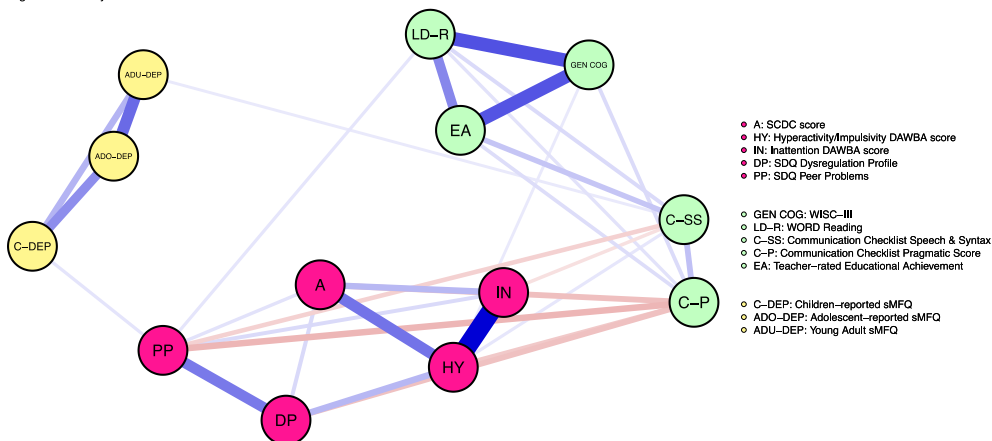 LD−R
GEN COG
ADU−DEP
EA
A: SCDC score
HY: Hyperactivity/Impulsivity DAWBA score
IN: Inattention DAWBA score
DP: SDQ Dysregulation Profile
PP: SDQ Peer Problems
ADO−DEP
C−SS
GEN COG: WISC−III
LD−R: WORD Reading
C−SS: Communication Checklist Speech & Syntax
C−P: Communication Checklist Pragmatic Score
EA: Teacher−rated Educational Achievement
C−DEP
A
IN
C−P
C−DEP: Children−reported sMFQ
ADO−DEP: Adolescent−reported sMFQ
ADU−DEP: Young Adult sMFQ
PP
HY
DP